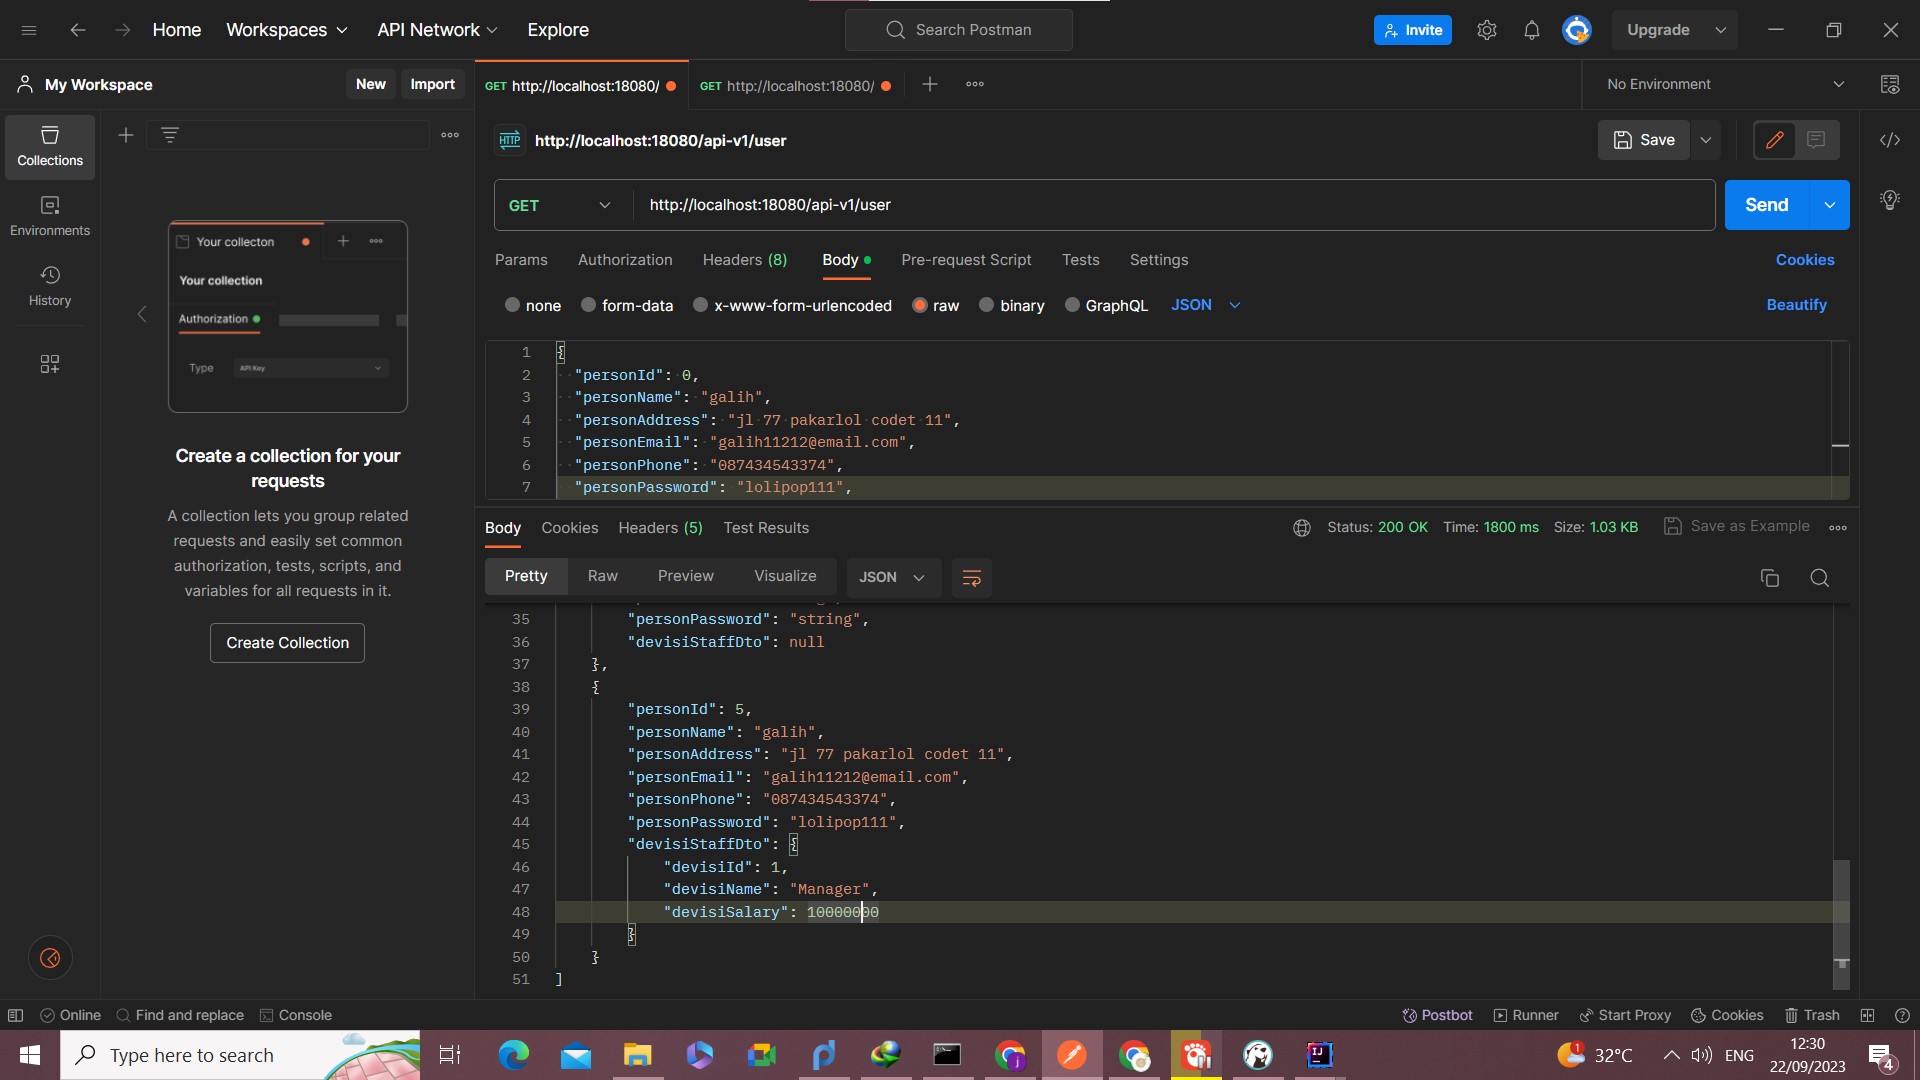 Home
Workspaces
API Network
Explore
Search Postman
Invite
Upgrade
My Workspace
New
Import
GET http://localhost:18080/
GET http://localhost:18080/
No Environment
Collections
Environments
History
HTTP
http://localhost:18080/api-v1/user
Save
GET
http://localhost:18080/api-v1/user
Send
Params
Authorization
Headers (8)
Body
Pre-request Script
Tests
Settings
Cookies
none
form-data
x-www-form-urlencoded
raw
binary
GraphQL
JSON
Beautify
Your collecton
Your collection
Authorization
Type
API Key
Create a collection for your
requests
A collection lets you group related
requests and easily set common
authorization, tests, scripts, and
variables for all requests in it.
Create Collection
1 {
2 "personId": 0,
3 "personName": "galih",
4 "personAddress": "jl 77 pakarlol codet 11",
5 "personEmail": "galih11212@email.com",
6 "personPhone": "087434543374",
7 "personPassword": "lolipop111",
Body
Cookies
Headers (5)
Test Results
Status: 200 OK
Time: 1800 ms
Size: 1.03 KB
Save as Example
Pretty
Raw
Preview
Visualize
JSON
35 "personPassword": "string",
36 "devisiStaffDto": null
37 },
38 {
39 "personId": 5,
40 "personName": "galih",
41 "personAddress": "jl 77 pakarlol codet 11",
42 "personEmail": "galih11212@email.com",
43 "personPhone": "087434543374",
44 "personPassword": "lolipop111",
45 "devisiStaffDto": {
46 "devisiId": 1,
47 "devisiName": "Manager",
48 "devisiSalary": 10000000
49 }
50 }
51 ]
Online
Find and replace
Console
Postbot
Runner
Start Proxy
Cookies
Trash
Type here to search
IJ
1
32°C
ENG
12:30
22/09/2023
4